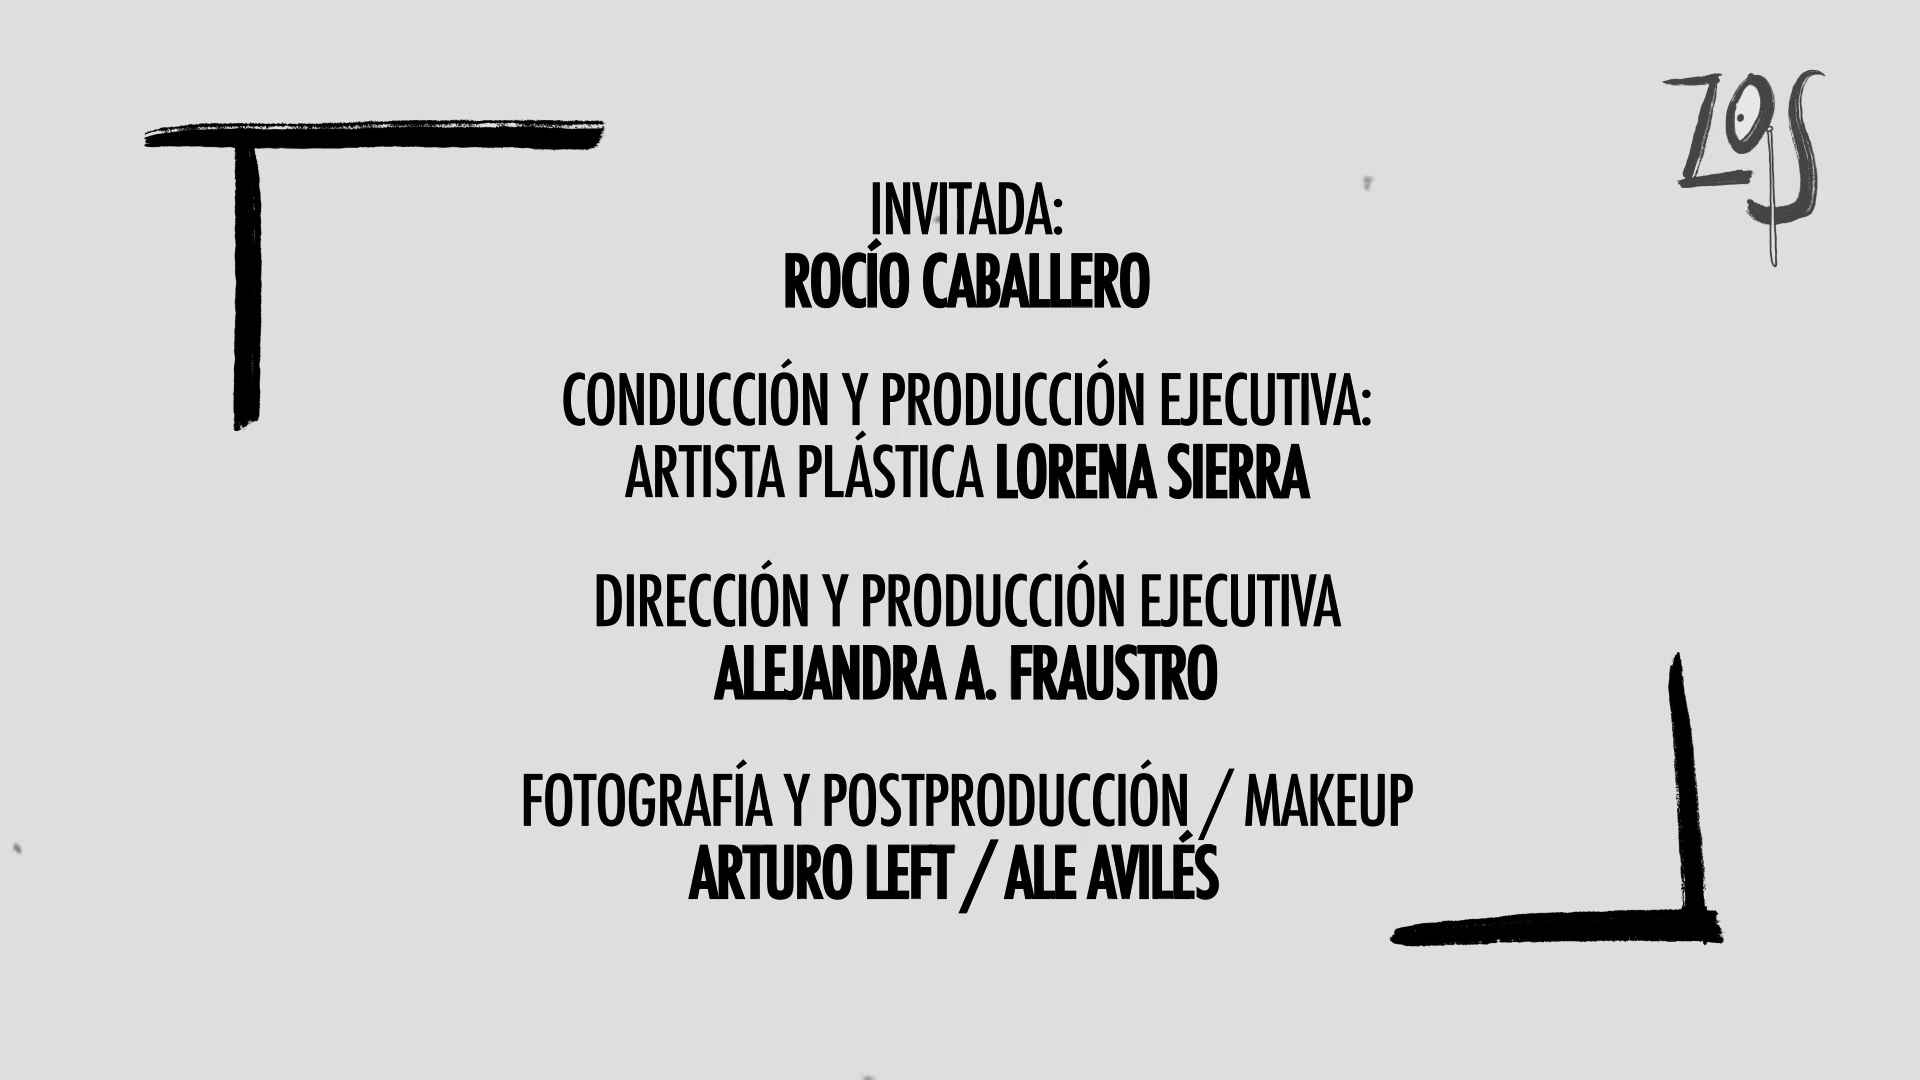 ZOS
INVITADA:
ROCÍO CABALLERO
CONDUCCIÓN Y PRODUCCIÓN EJECUTIVA:
ARTISTA PLÁSTICA LORENA SIERRA
DIRECCIÓN Y PRODUCCIÓN EJECUTIVA
ALEJANDRA A. FRAUSTRO
FOTOGRAFÍA Y POSTPRODUCCIÓN / MAKEUP
ARTURO LEFT / ALE AVILÉS